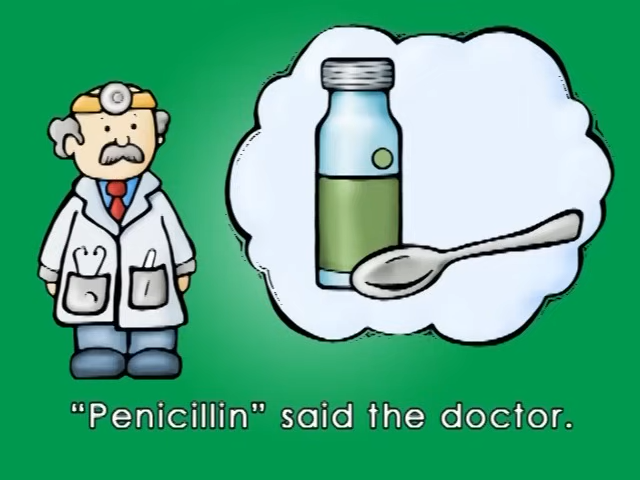 “Penicillin” said the doctor.